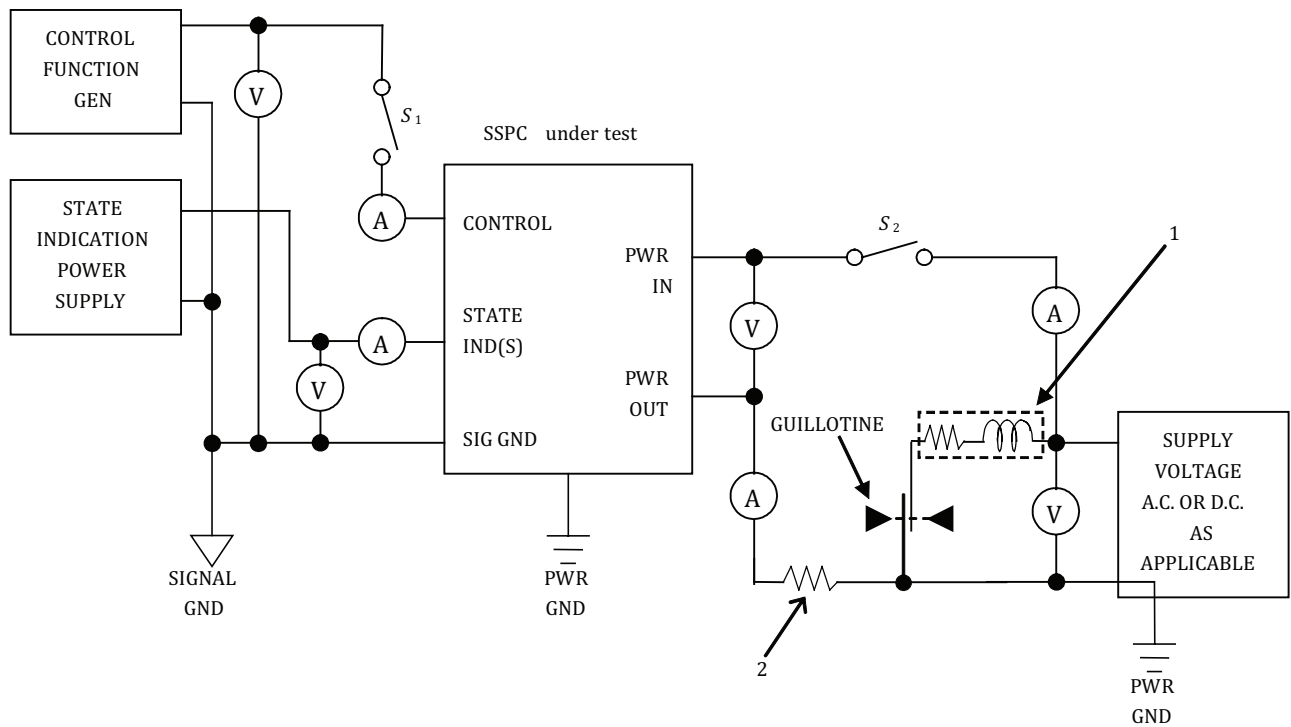 CONTROL
FUNCTION
GEN
V
S1
SSPC under test
STATE
INDICATION
POWER
SUPPLY
A
CONTROL
S2
1
PWR
IN
STATE
IND(S)
A
V
A
V
PWR
OUT
SIG GND
GUILLOTINE
SUPPLY
VOLTAGE
A.C. OR D.C.
AS
APPLICABLE
A
V
SIGNAL
GND
PWR
GND
2
PWR
GND